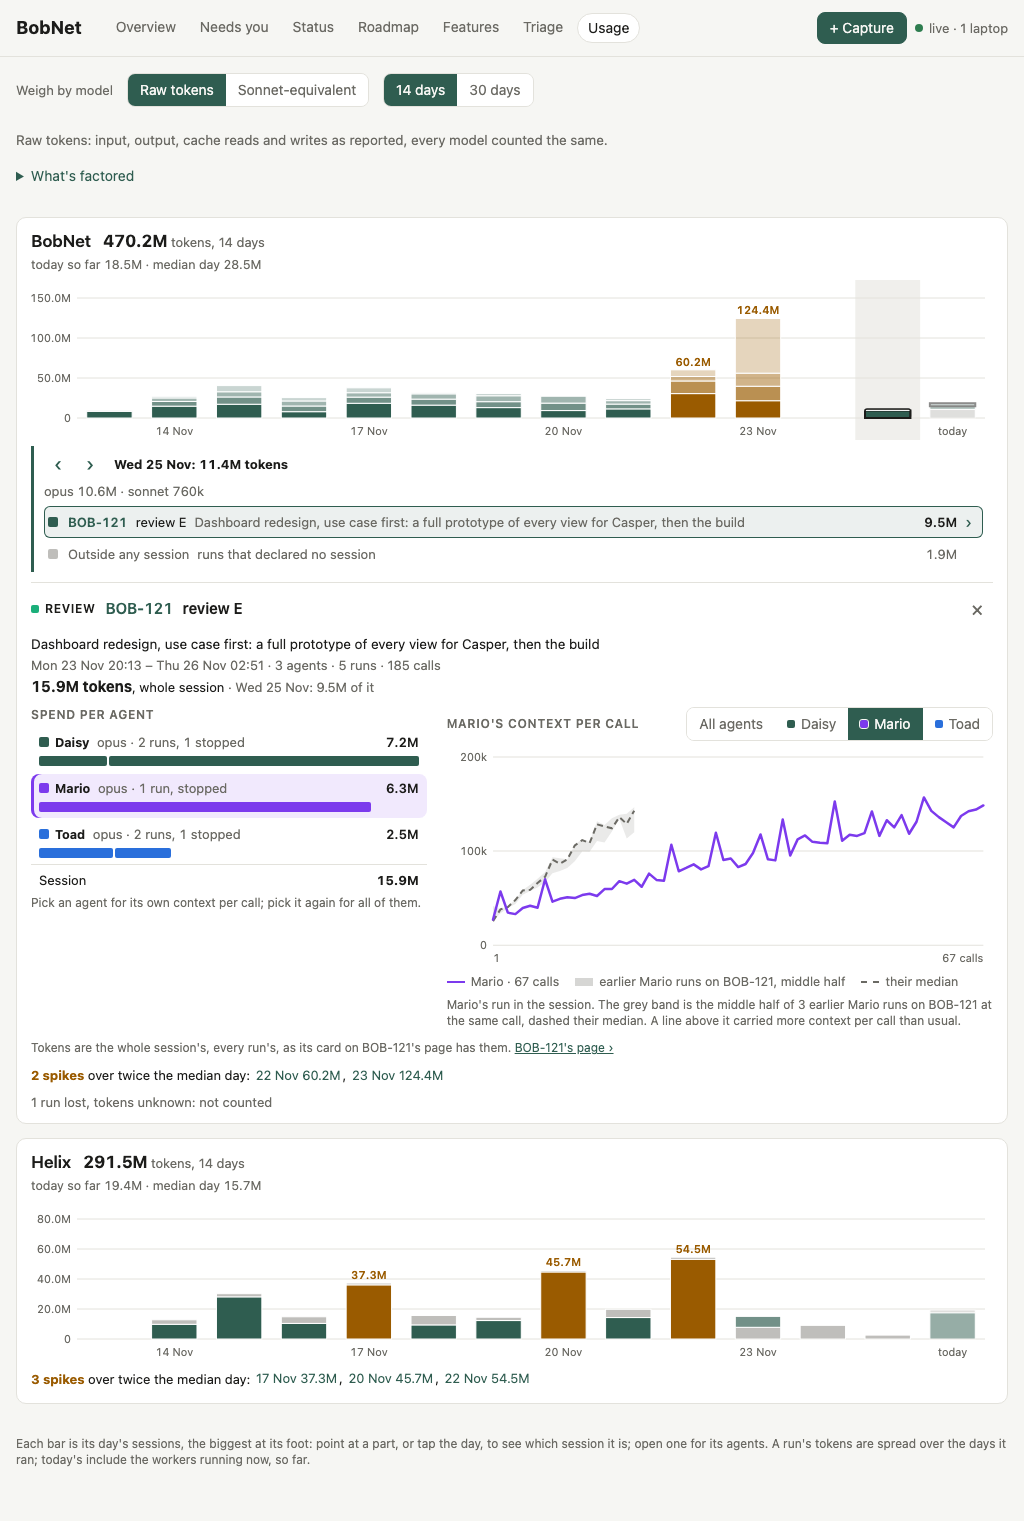 BobNet
Overview
Needs you
Status
Roadmap
Features
Triage
Usage
+ Capture
live · 1 laptop
Weigh by model
Raw tokens
Sonnet-equivalent
14 days
30 days
Raw tokens: input, output, cache reads and writes as reported, every model counted the same.
▶ What's factored
BobNet 470.2M tokens, 14 days
today so far 18.5M · median day 28.5M
150.0M
100.0M
50.0M
0
60.2M
124.4M
14 Nov
17 Nov
20 Nov
23 Nov
today
‹ › Wed 25 Nov: 11.4M tokens
opus 10.6M · sonnet 760k
BOB-121 review E Dashboard redesign, use case first: a full prototype of every view for Casper, then the build 9.5M ›
Outside any session runs that declared no session 1.9M
REVIEW BOB-121 review E ×
Dashboard redesign, use case first: a full prototype of every view for Casper, then the build
Mon 23 Nov 20:13 – Thu 26 Nov 02:51 · 3 agents · 5 runs · 185 calls
15.9M tokens, whole session · Wed 25 Nov: 9.5M of it
SPEND PER AGENT
Daisy opus · 2 runs, 1 stopped 7.2M
Mario opus · 1 run, stopped 6.3M
Toad opus · 2 runs, 1 stopped 2.5M
Session 15.9M
Pick an agent for its own context per call; pick it again for all of them.
MARIO'S CONTEXT PER CALL
All agents
Daisy
Mario
Toad
200k
100k
0
1
67 calls
Mario · 67 calls
earlier Mario runs on BOB-121, middle half
their median
Mario's run in the session. The grey band is the middle half of 3 earlier Mario runs on BOB-121 at
the same call, dashed their median. A line above it carried more context per call than usual.
Tokens are the whole session's, every run's, as its card on BOB-121's page has them. BOB-121's page ›
2 spikes over twice the median day: 22 Nov 60.2M, 23 Nov 124.4M
1 run lost, tokens unknown: not counted
Helix 291.5M tokens, 14 days
today so far 19.4M · median day 15.7M
80.0M
60.0M
40.0M
20.0M
0
37.3M
45.7M
54.5M
14 Nov
17 Nov
20 Nov
23 Nov
today
3 spikes over twice the median day: 17 Nov 37.3M, 20 Nov 45.7M, 22 Nov 54.5M
Each bar is its day's sessions, the biggest at its foot: point at a part, or tap the day, to see which session it is; open one for its agents. A run's tokens are spread over the days it
ran; today's include the workers running now, so far.